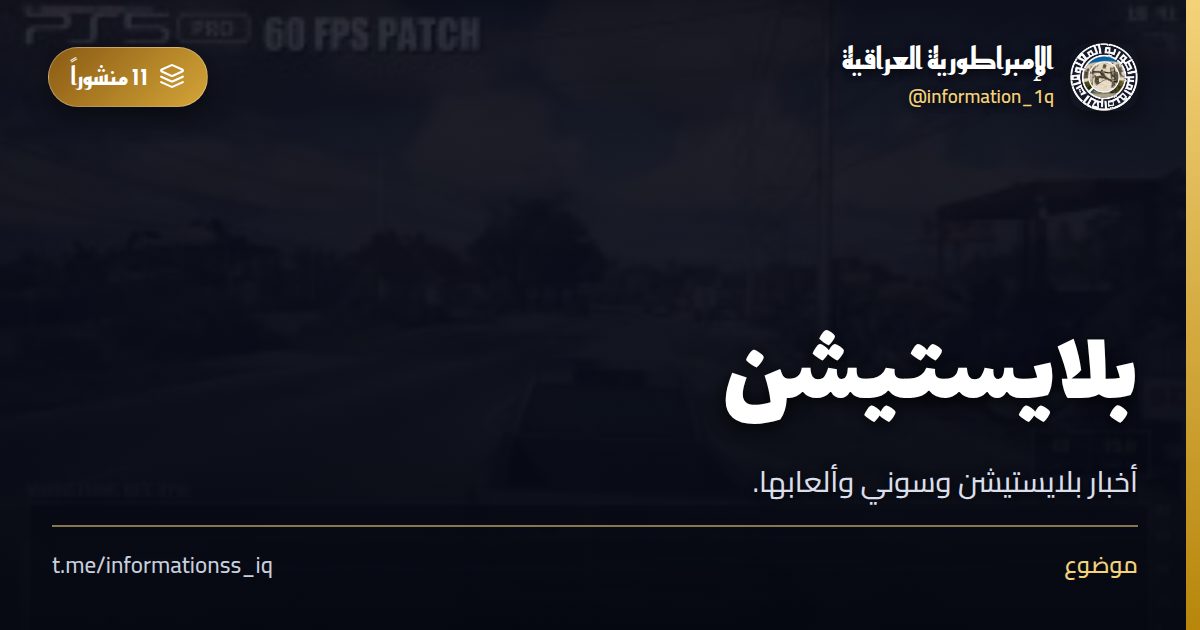 PS5 PRO 60 FPS PATCH
الإمبراطورية العراقية
@information_1q
11 منشوراً
بلايستيشن
أخبار بلايستيشن وسوني وألعابها.
موضوع
t.me/informationss_iq